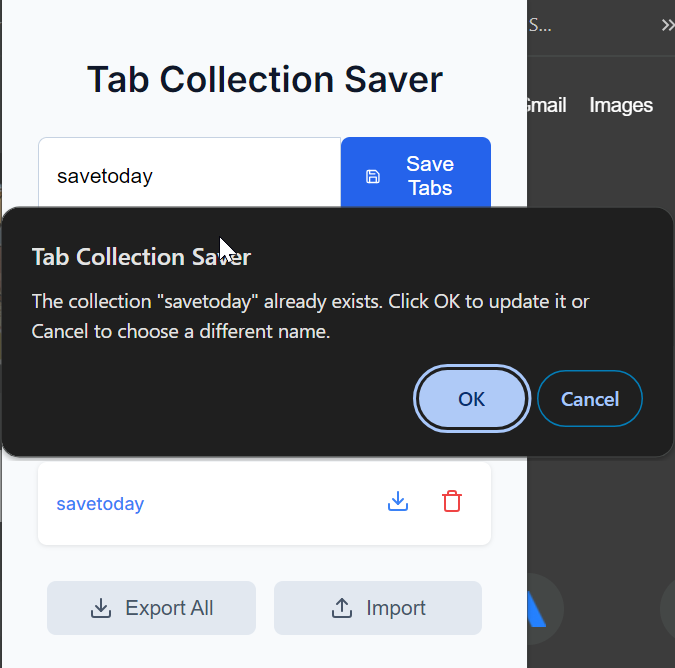 S...
Tab Collection Saver
Gmail Images
savetoday
Save
Tabs
Tab Collection Saver
The collection "savetoday" already exists. Click OK to update it or
Cancel to choose a different name.
OK
Cancel
savetoday
Export All
Import